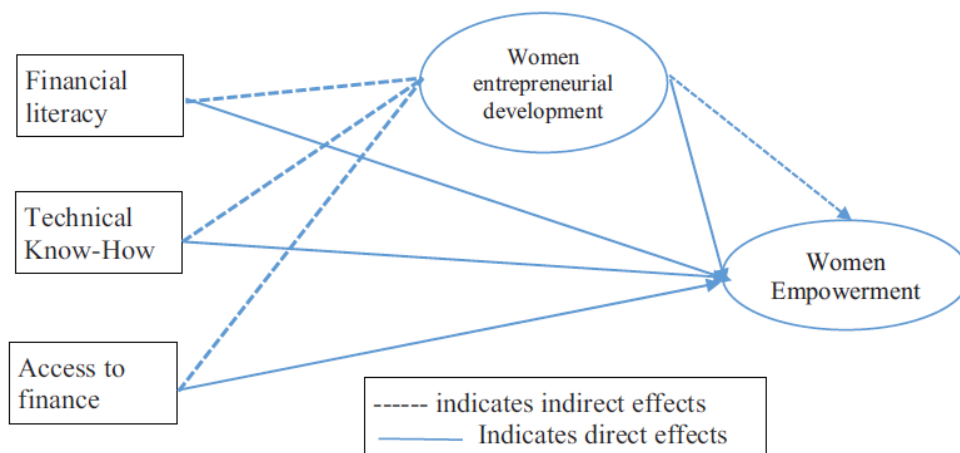 Women
entrepreneurial
development
Financial
literacy
Technical
Know-How
Women
Empowerment
Access to
finance
indicates indirect effects
Indicates direct effects